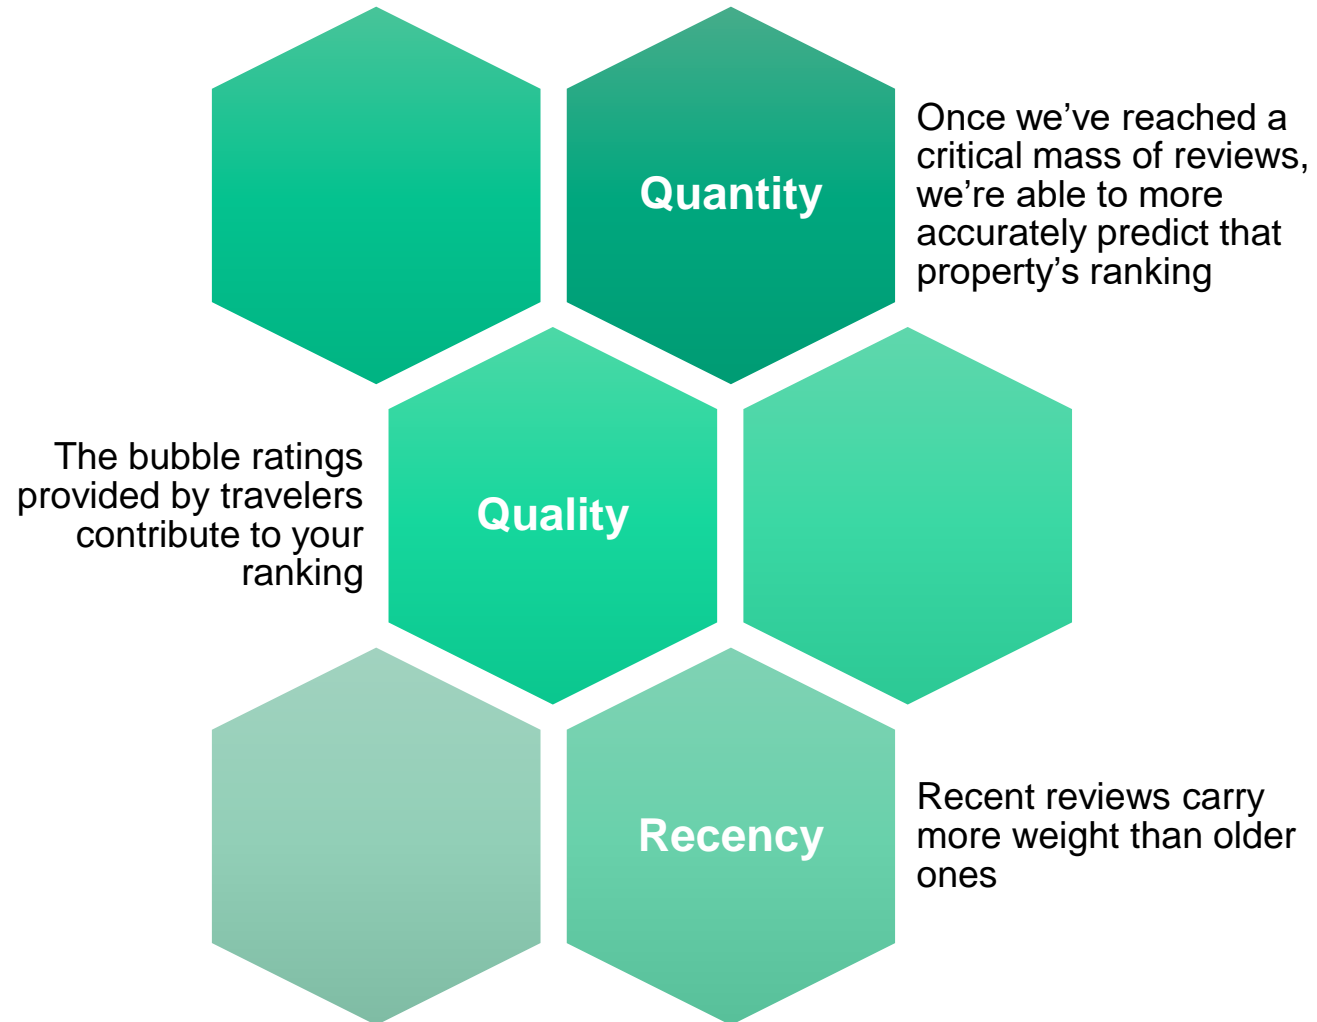 Quantity
Once we’ve reached a
critical mass of reviews,
we’re able to more
accurately predict that
property’s ranking
The bubble ratings
provided by travelers
contribute to your
ranking
Quality
Recency
Recent reviews carry
more weight than older
ones